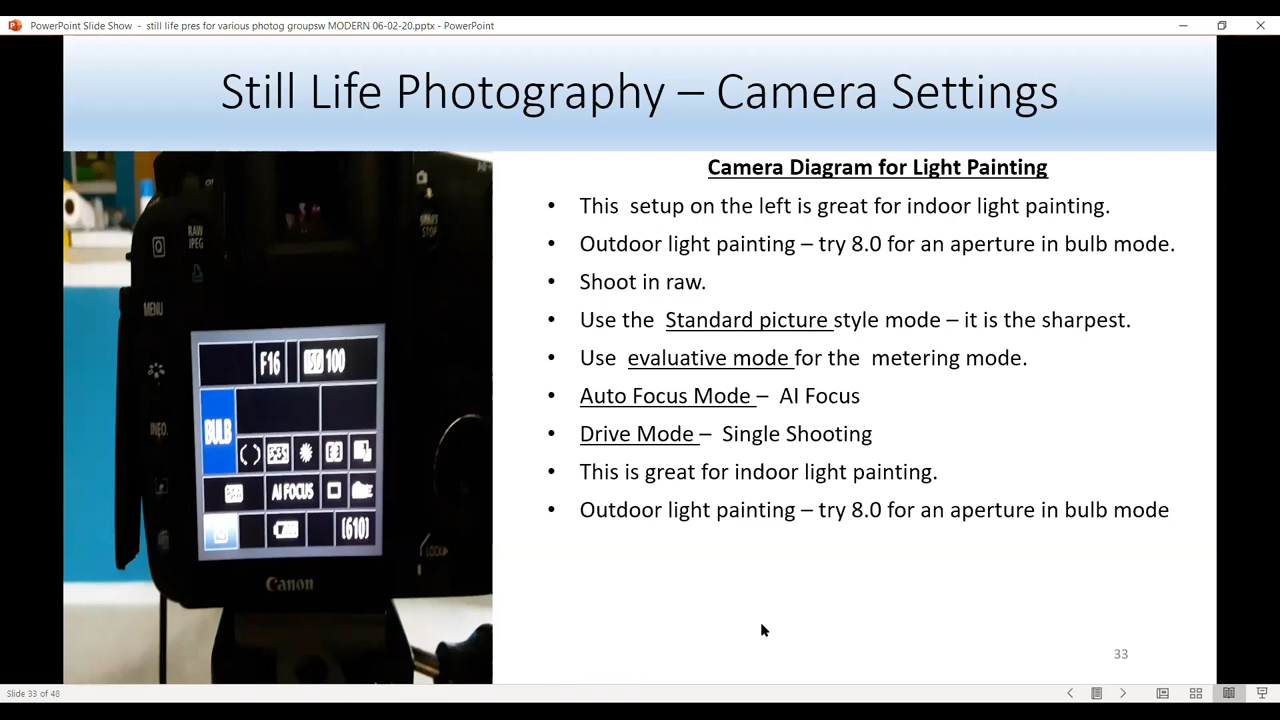 PowerPoint Slide Show - still life pres for various photog groupsw MODERN 06-02-20.pptx - PowerPoint
Still Life Photography – Camera Settings
RAW
JPEG
MENU
INFO.
START
STOP
F16
ISO 100
BULB
AI FOCUS
(610)
LOCK
Canon
Camera Diagram for Light Painting
• This setup on the left is great for indoor light painting.
• Outdoor light painting – try 8.0 for an aperture in bulb mode.
• Shoot in raw.
• Use the Standard picture style mode – it is the sharpest.
• Use evaluative mode for the metering mode.
• Auto Focus Mode – AI Focus
• Drive Mode – Single Shooting
• This is great for indoor light painting.
• Outdoor light painting – try 8.0 for an aperture in bulb mode
33
Slide 33 of 48